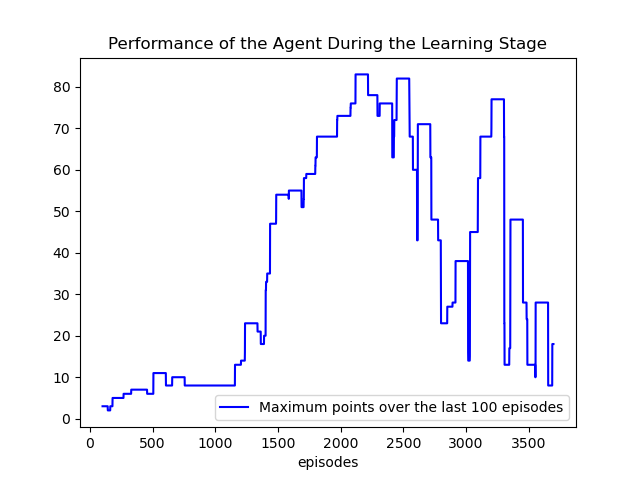 Performance of the Agent During the Learning Stage
80
70
60
50
40
30
20
10
0
Maximum points over the last 100 episodes
0 500 1000 1500 2000 2500 3000 3500
episodes